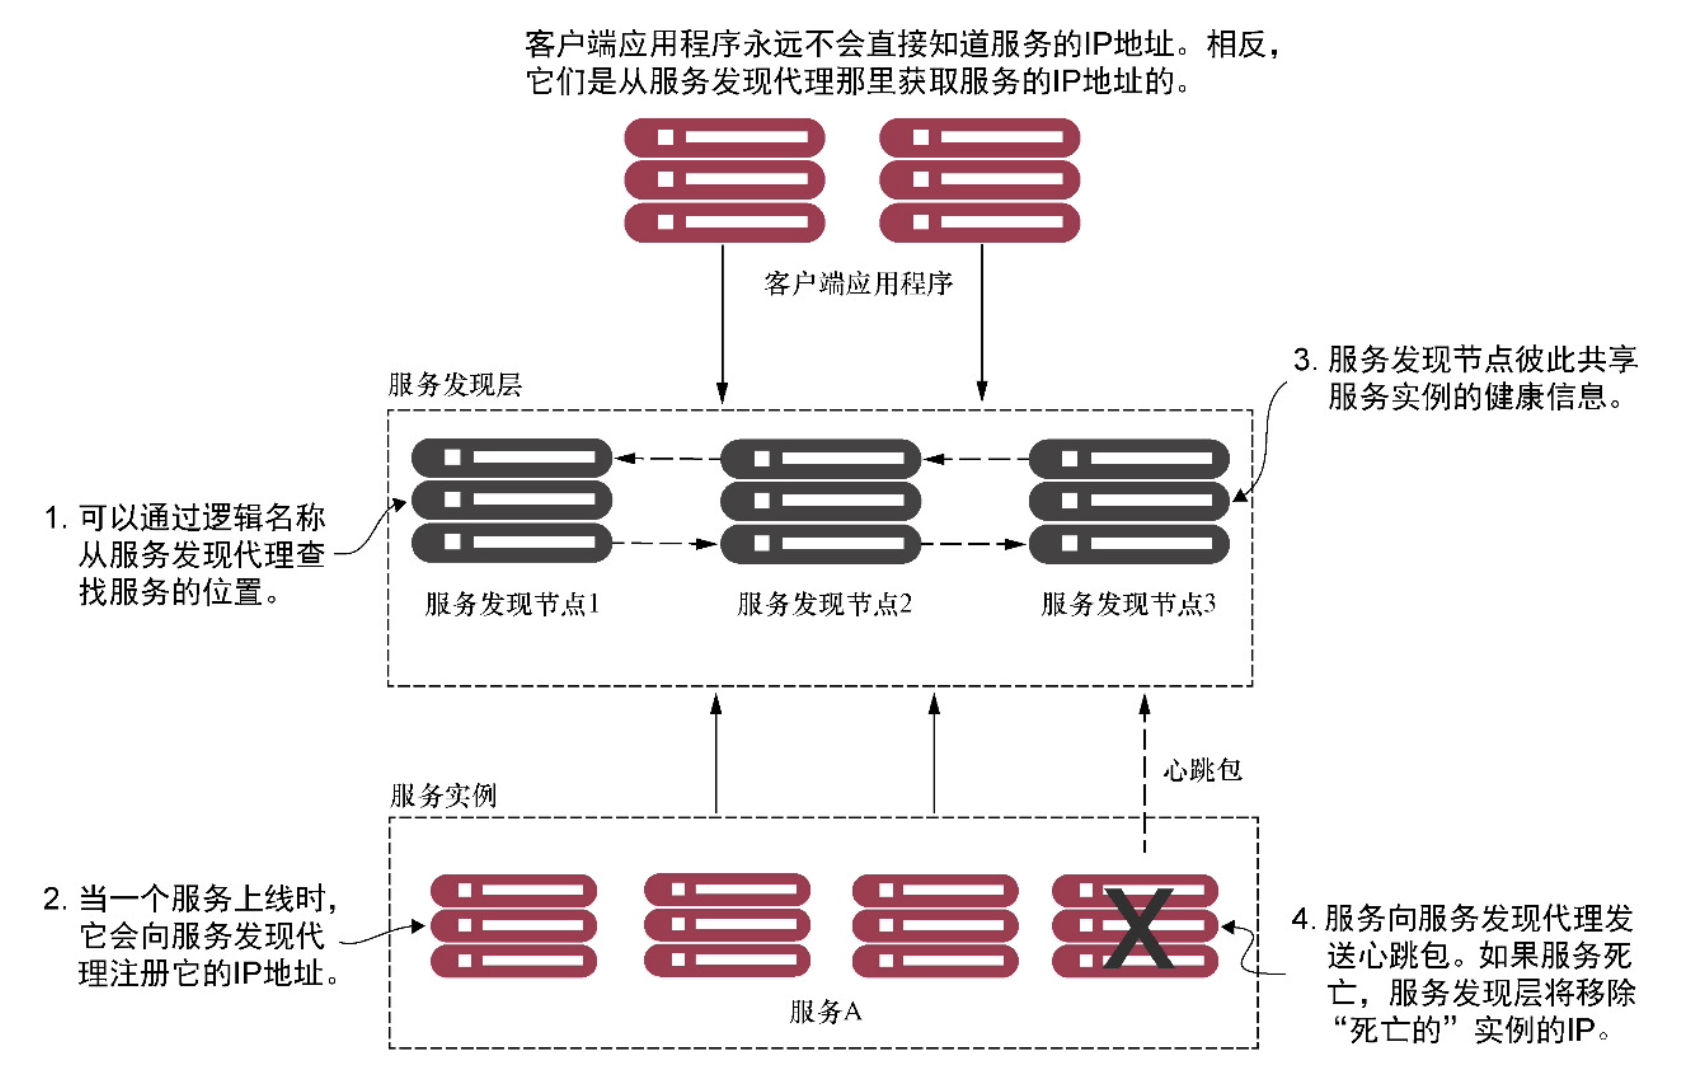 客户端应用程序永远不会直接知道服务的IP地址。相反，
它们是从服务发现代理那里获取服务的IP地址的。
客户端应用程序
服务发现层
3. 服务发现节点彼此共享
服务实例的健康信息。
1. 可以通过逻辑名称
从服务发现代理查
找服务的位置。
服务发现节点1
服务发现节点2
服务发现节点3
心跳包
服务实例
2. 当一个服务上线时，
它会向服务发现代
理注册它的IP地址。
X
4. 服务向服务发现代理发
送心跳包。如果服务死
亡，服务发现层将移除
“死亡的”实例的IP。
服务A